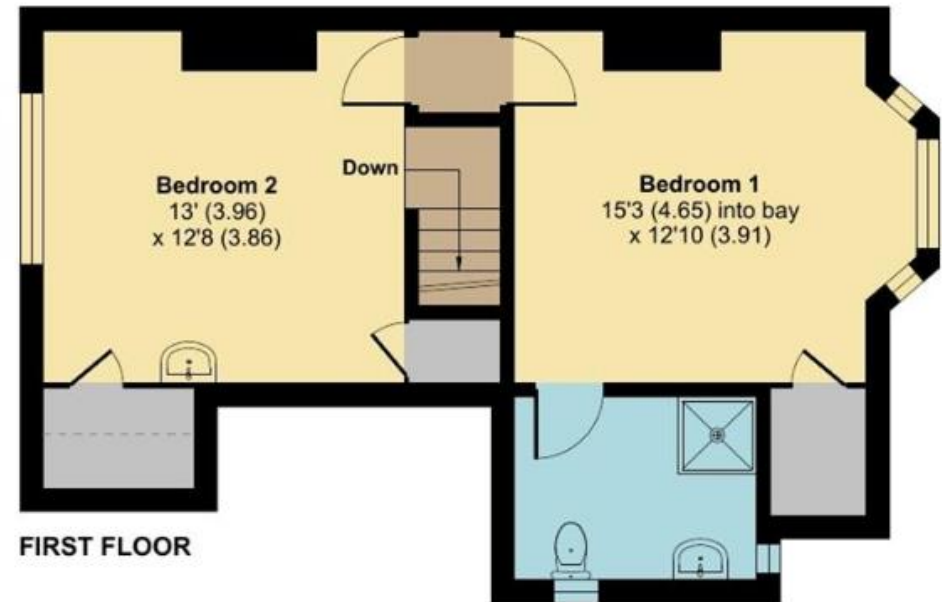 Bedroom 2
13' (3.96)
x 12'8 (3.86)
Down
Bedroom 1
15'3 (4.65) into bay
x 12'10 (3.91)
FIRST FLOOR